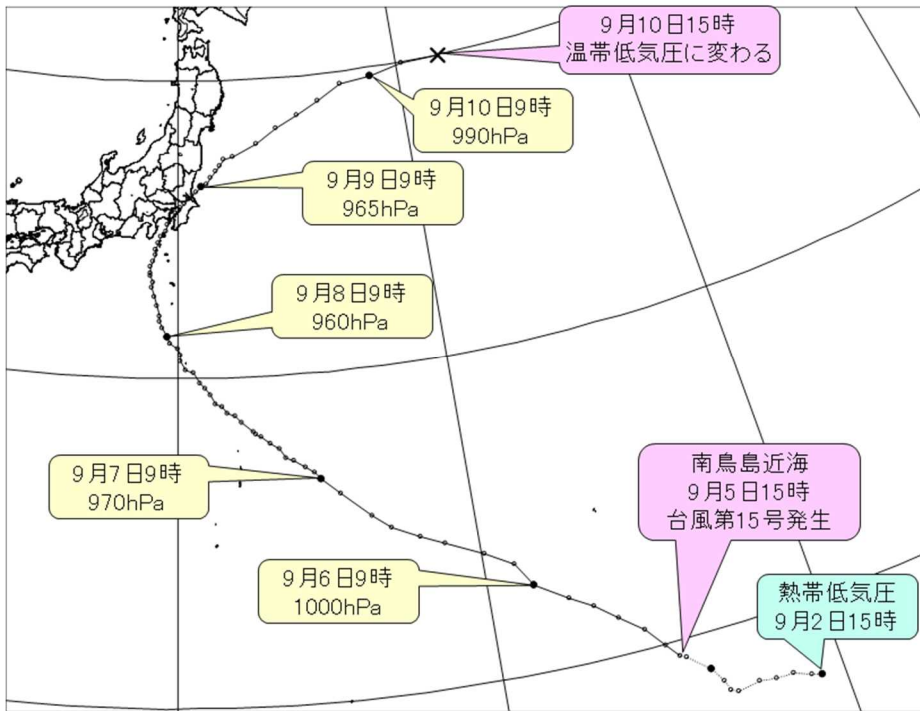 9月10日15時
温帯低気圧に変わる
9月10日9時
990hPa
9月9日9時
965hPa
9月8日9時
960hPa
9月7日9時
970hPa
9月6日9時
1000hPa
南鳥島近海
9月5日15時
台風第15号発生
熱帯低気圧
9月2日15時